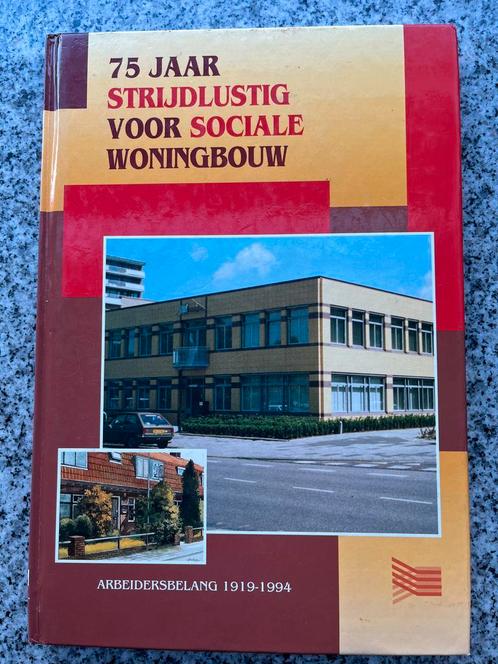 75 JAAR
STRIJDLUSTIG
VOOR SOCIALE
WONINGBOUW
ARBEIDERSBELANG 1919-1994